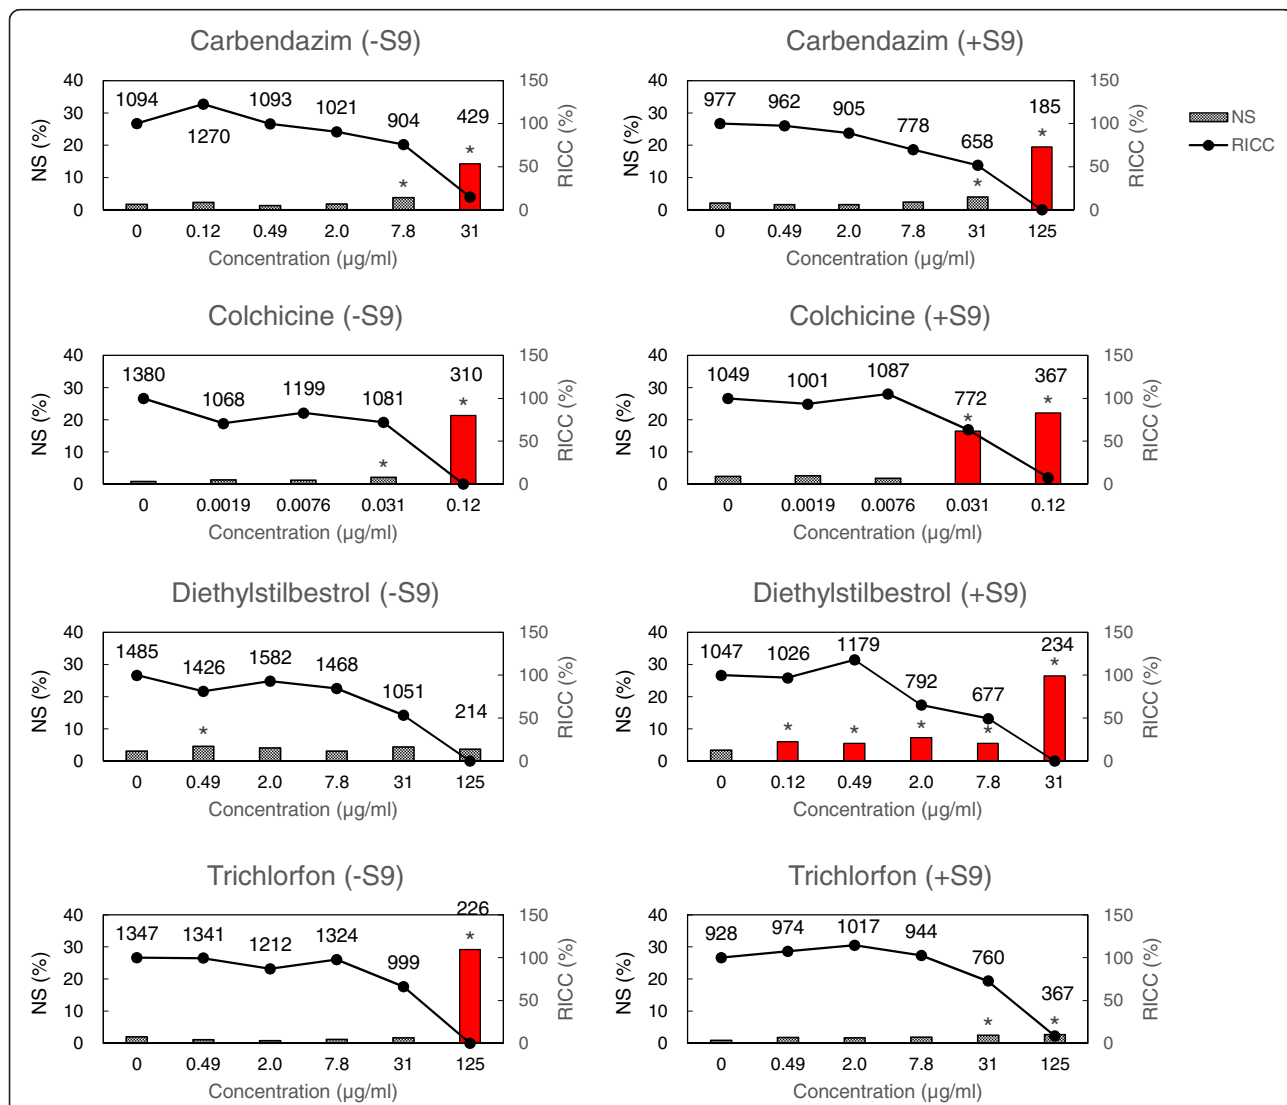 Carbendazim (-S9)
40 150
30 100
20 50
10 0
0
NS (%)
RICC (%)
1094 1270 1093 1021 904 429
* *
0 0.12 0.49 2.0 7.8 31
Concentration (µg/ml)
Carbendazim (+S9)
40 150
30 100
20 50
10 0
0
NS (%)
RICC (%)
977 962 905 778 658 185
* *
0 0.49 2.0 7.8 31 125
Concentration (µg/ml)
NS
RICC
Colchicine (-S9)
40 150
30 100
20 50
10 0
0
NS (%)
RICC (%)
1380 1068 1199 1081 310
* *
0 0.0019 0.0076 0.031 0.12
Concentration (µg/ml)
Colchicine (+S9)
40 150
30 100
20 50
10 0
0
NS (%)
RICC (%)
1049 1001 1087 772 367
* *
0 0.0019 0.0076 0.031 0.12
Concentration (µg/ml)
Diethylstilbestrol (-S9)
40 150
30 100
20 50
10 0
0
NS (%)
RICC (%)
1485 1426 1582 1468 1051 214
*
0 0.49 2.0 7.8 31 125
Concentration (µg/ml)
Diethylstilbestrol (+S9)
40 150
30 100
20 50
10 0
0
NS (%)
RICC (%)
1047 1026 1179 792 677 234
* * * * *
0 0.12 0.49 2.0 7.8 31
Concentration (µg/ml)
Trichlorfon (-S9)
40 150
30 100
20 50
10 0
0
NS (%)
RICC (%)
1347 1341 1212 1324 999 226
*
0 0.49 2.0 7.8 31 125
Concentration (µg/ml)
Trichlorfon (+S9)
40 150
30 100
20 50
10 0
0
NS (%)
RICC (%)
928 974 1017 944 760 367
* *
0 0.49 2.0 7.8 31 125
Concentration (µg/ml)